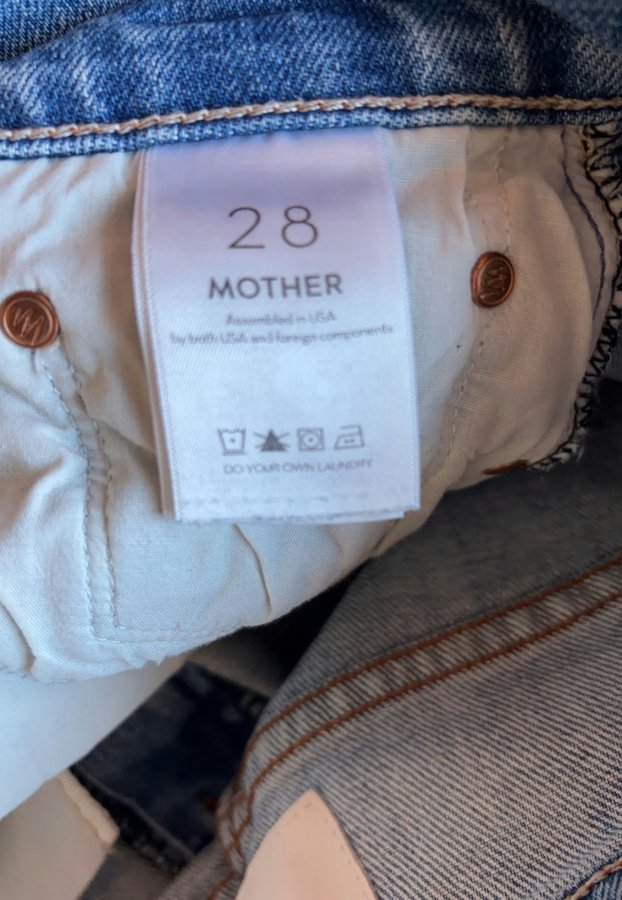 28
MOTHER
Assembled in USA
by both USA and foreign components
DO YOUR OWN LAUNDRY